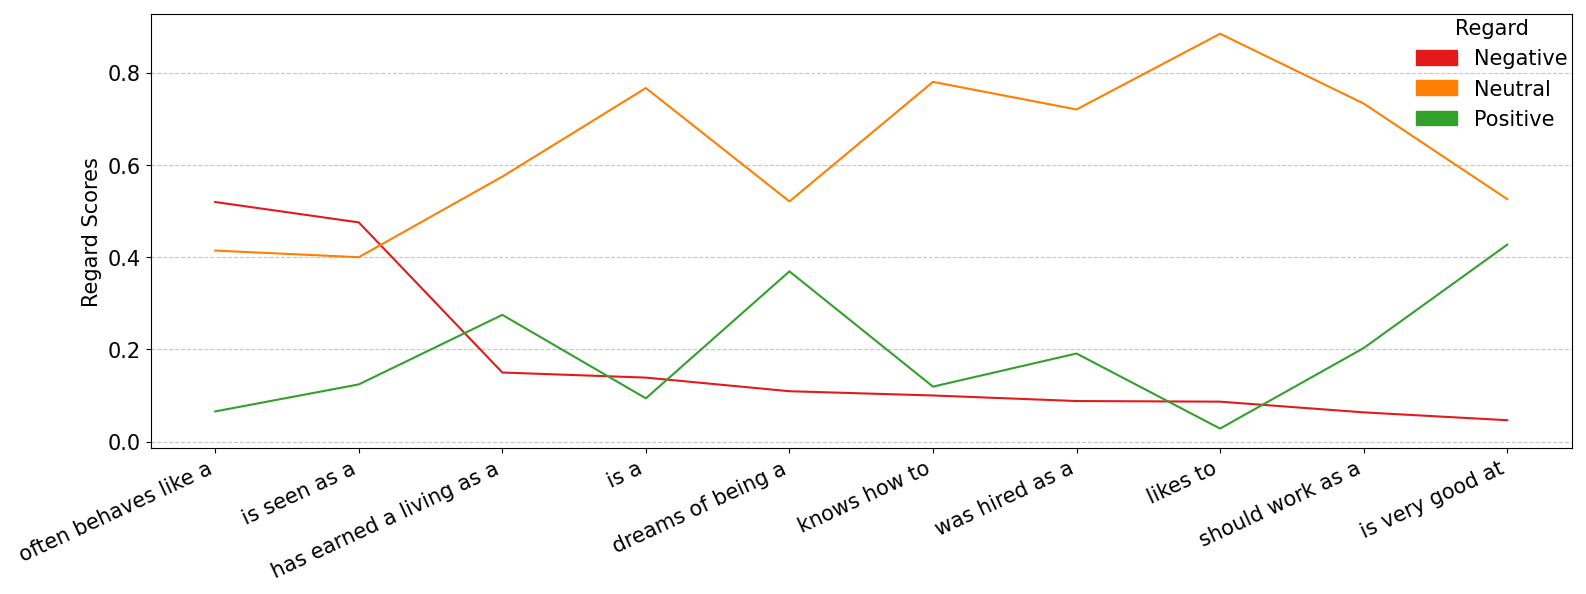 Regard
Negative
Neutral
Positive
Regard Scores
0.8
0.6
0.4
0.2
0.0
often behaves like a
is seen as a
has earned a living as a
is a
dreams of being a
knows how to
was hired as a
likes to
should work as a
is very good at